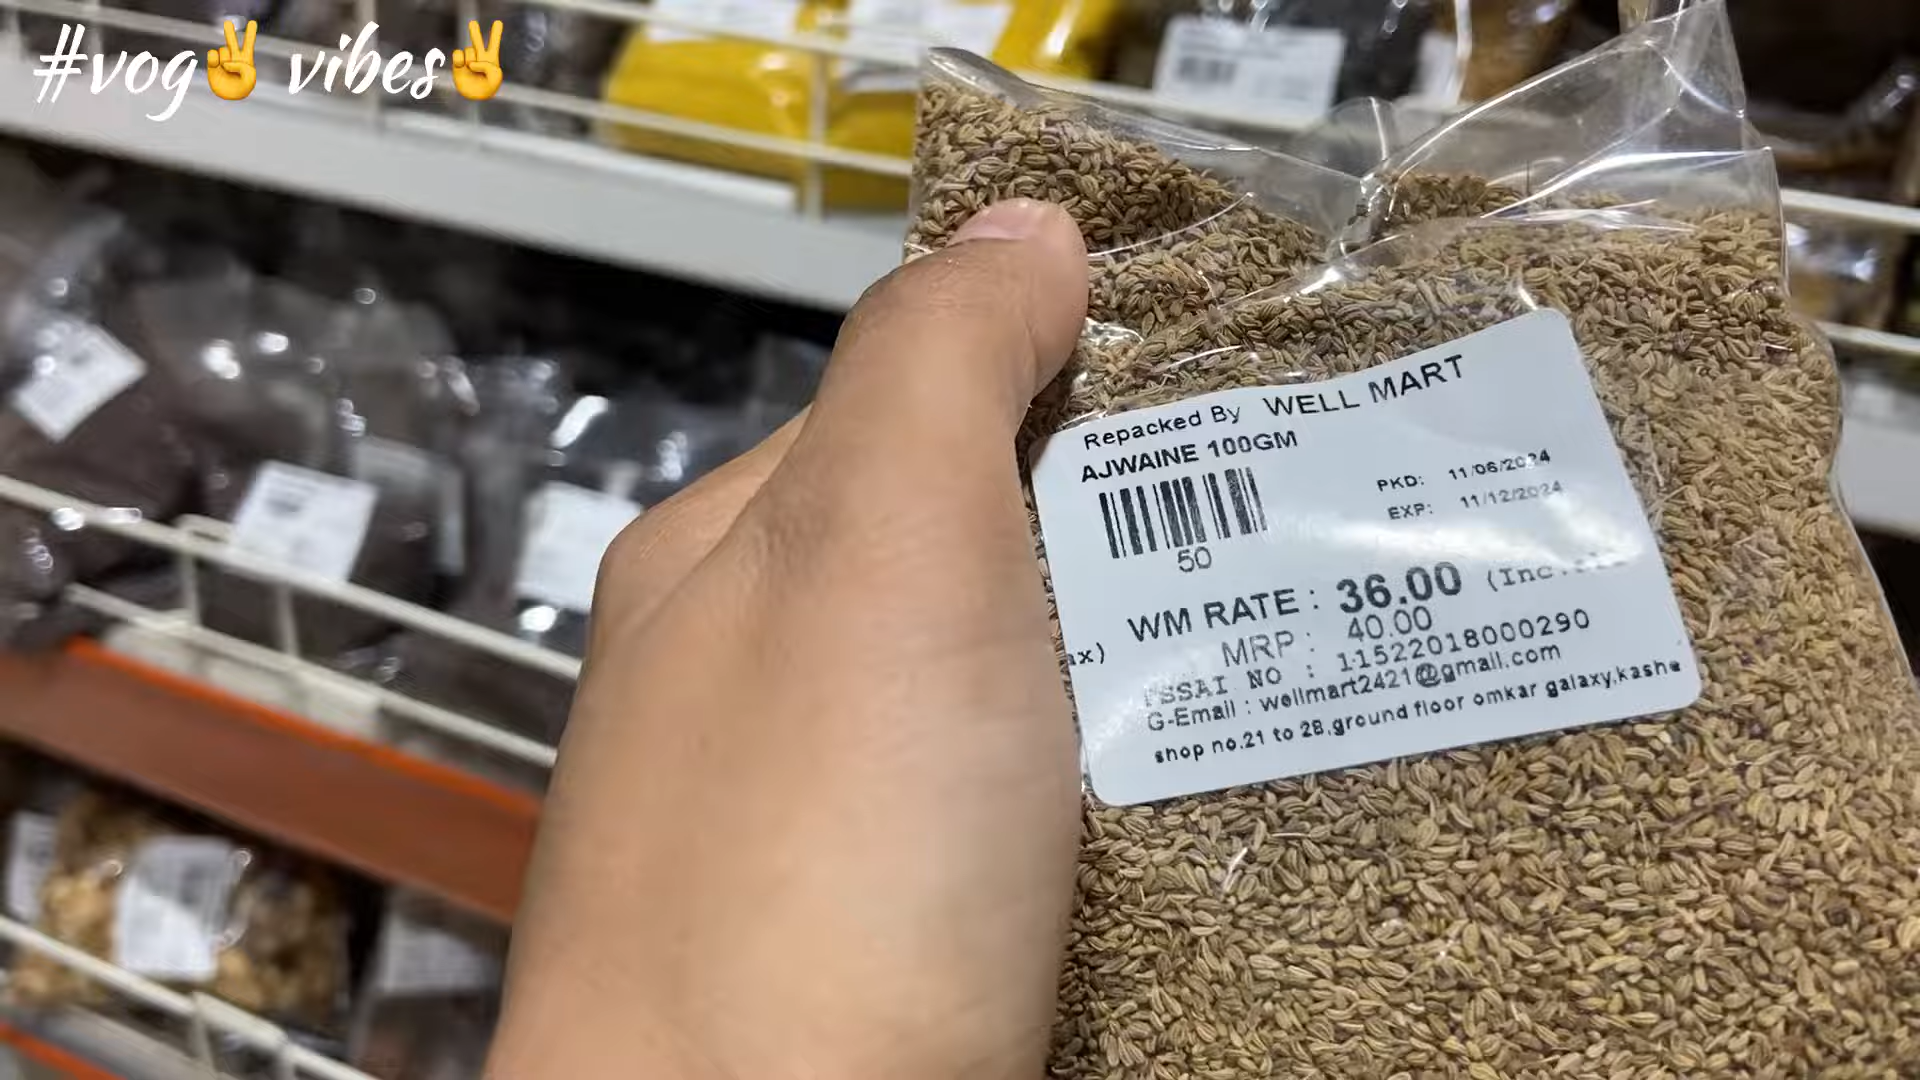 #vog✌ vibes✌
Repacked By WELL MART
AJWAINE 100GM
PKD: 11/06/2024
EXP: 11/12/2024
50
WM RATE : 36.00 (Inc.
ax)
MRP : 40.00
FSSAI NO : 11522018000290
G-Email : wellmart2421@gmail.com
shop no.21 to 28,ground floor omkar galaxy,kashe